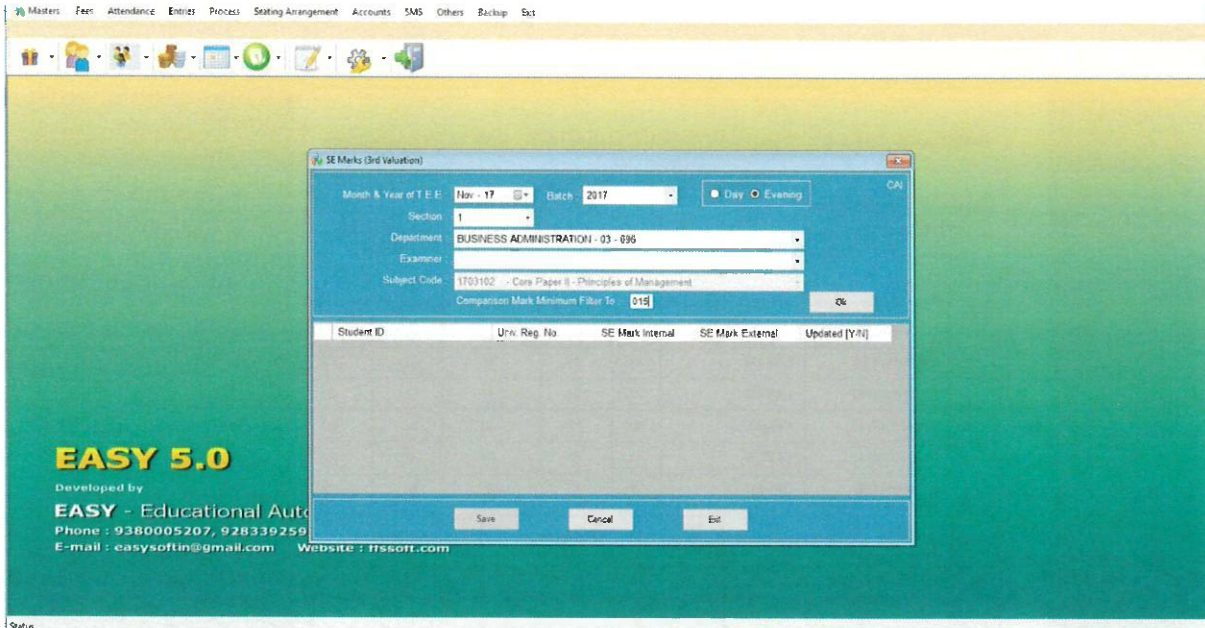 Masters Fees Attendance Entries Process Seating Arrangement Accounts SMS Others Backup Exit
SE Marks (3rd Valuation)
CAI
Month & Year of T.E.E Nov - 17 Batch 2017 Day Evening
Section 1
Department BUSINESS ADMINISTRATION - 03 - 096
Examiner
Subject Code 1703102 - Core Paper II - Principles of Management
Comparison Mark Minimum Filter To 015 Ok
Student ID Univ. Reg. No SE Mark Internal SE Mark External Updated [Y-N]
EASY 5.0
Developed by
EASY - Educational Auto
Save Cancel Exit
Phone : 9380005207, 928339259
E-mail : easysoftin@gmail.com Website : ttssoft.com
Status